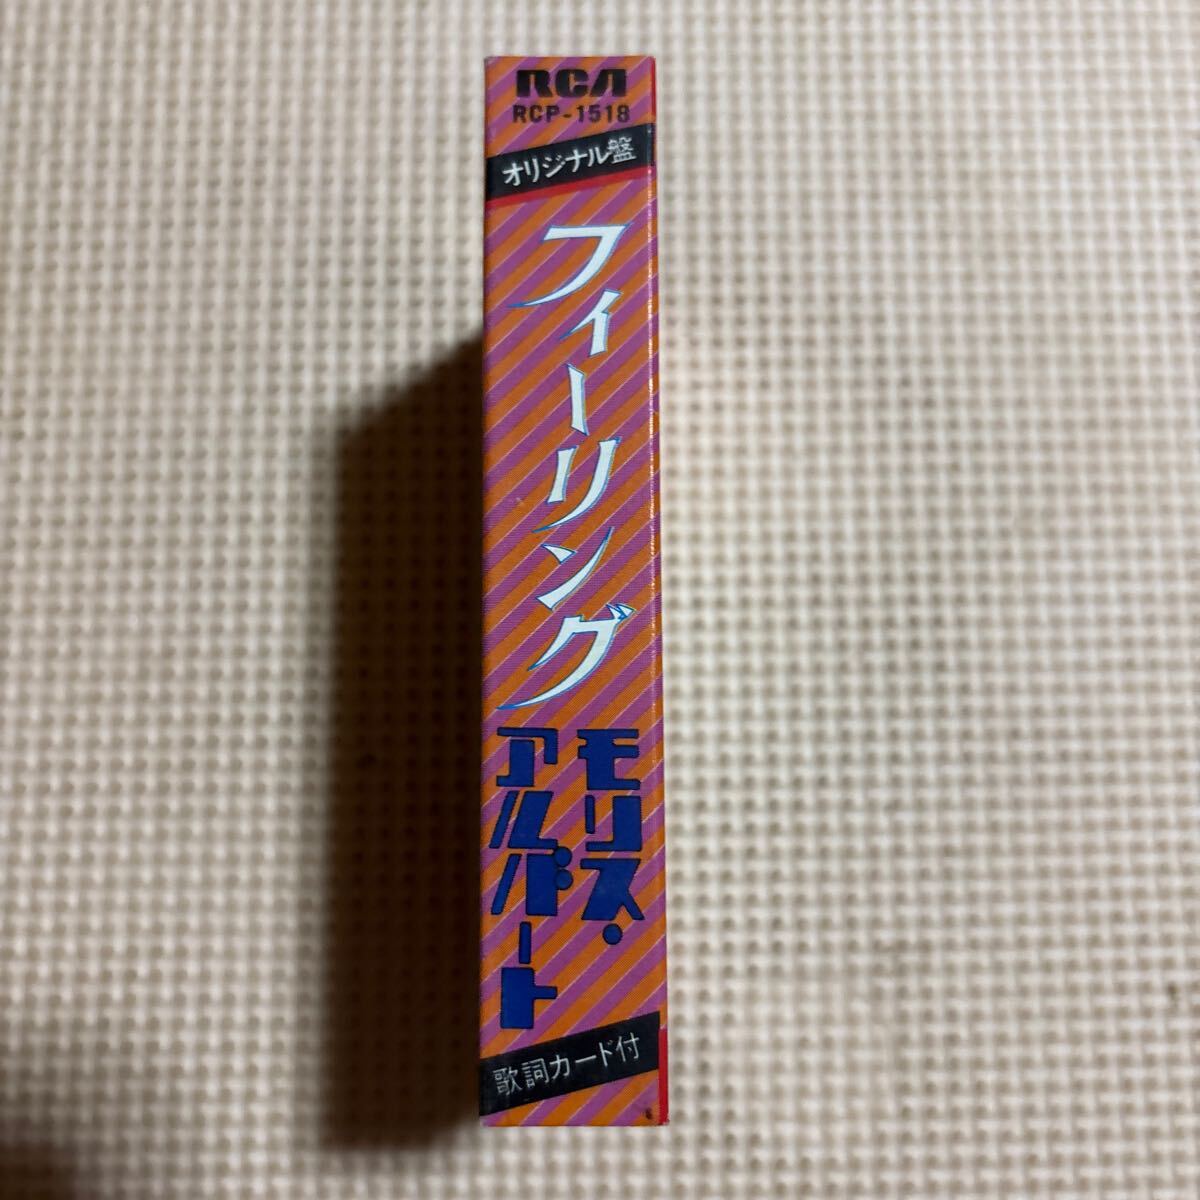 RCA
RCP-1518
オリジナル盤
フィーリング
モリス・
アルバート
歌詞カード付